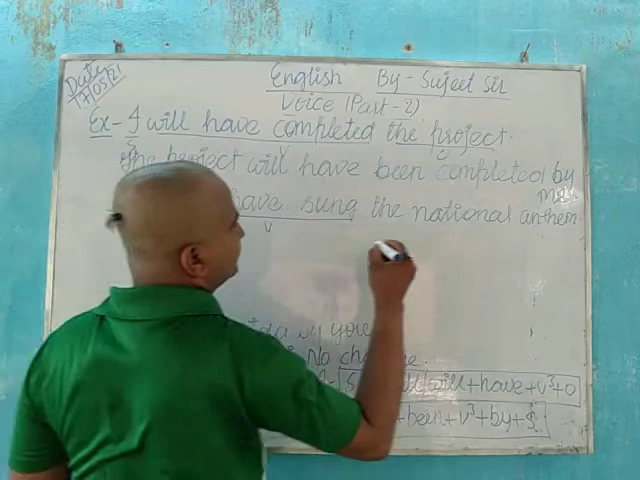 Date
17/05/21
English By - Sujeet Sir
Voice (Part - 2)
Ex - I will have completed the project.
S V O
The project will have been completed by
me.
have sung the national anthem
V
you
No change.
will + have + v³ + o
+ been + v³ + by + S